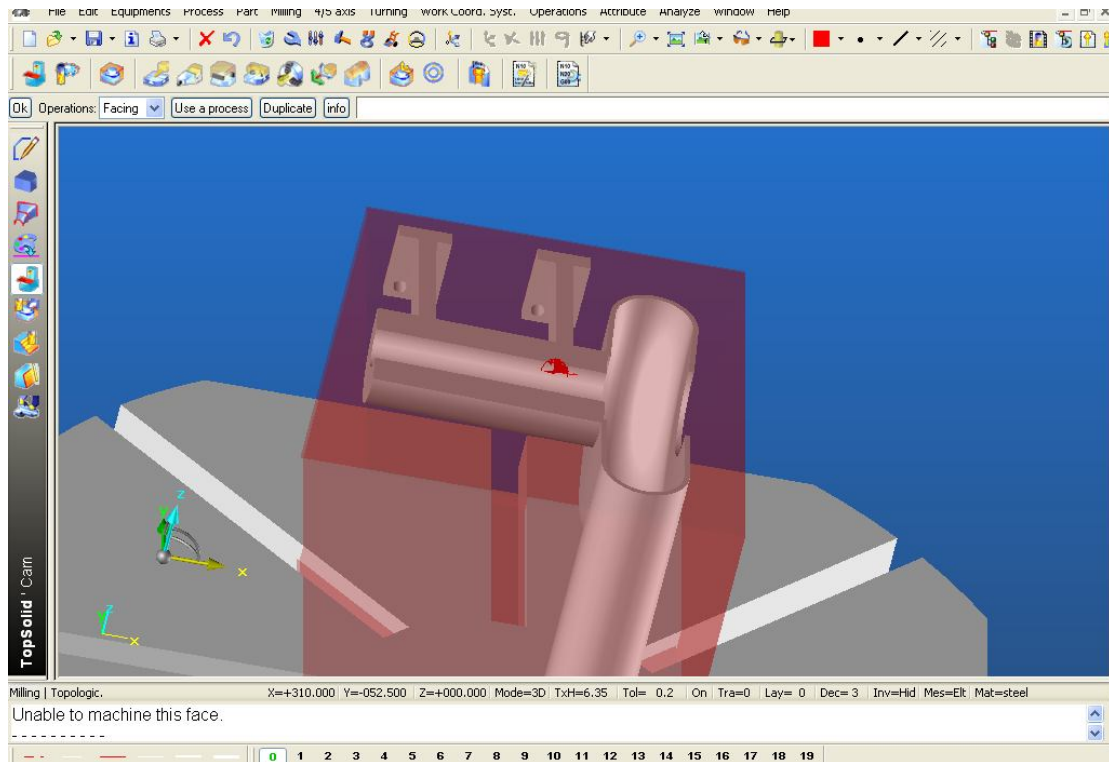 File Edit Equipments Process Part Milling 4/5 axis Turning Work Coord. Syst. Operations Attribute Analyze Window Help
Ok Operations: Facing Use a process Duplicate info
z
y
x
z
x
TopSolid'Cam
Milling | Topologic. X=+310.000 Y=-052.500 Z=+000.000 Mode=3D TxH=6.35 Tol= 0.2 On Tra=0 Lay= 0 Dec= 3 Inv=Hid Mes=Elt Mat=steel
Unable to machine this face.
----------
0 1 2 3 4 5 6 7 8 9 10 11 12 13 14 15 16 17 18 19